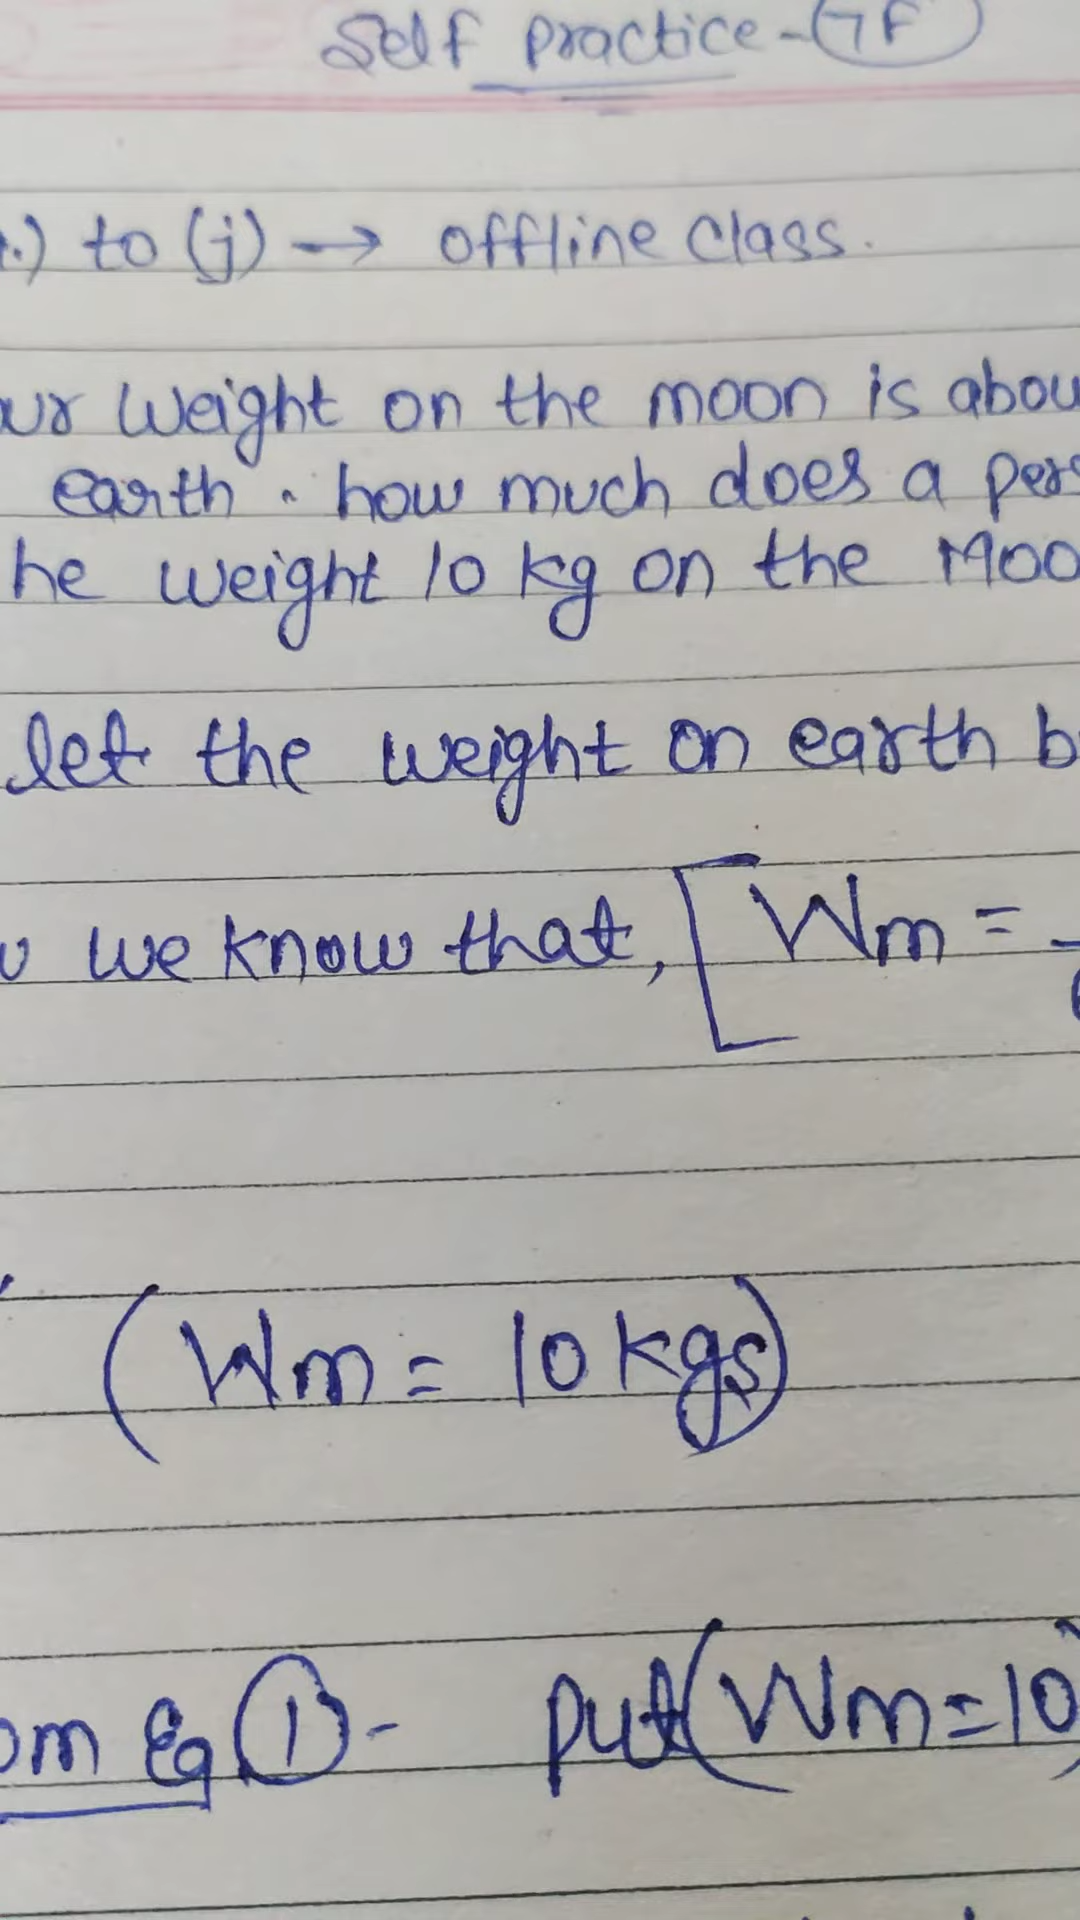 Self Practice - 7F
.) to (j) → offline class.
ur weight on the moon is abou
earth. how much does a pers
he weight 10 kg on the Moo
let the weight on earth b
we know that, [Wm =
(Wm = 10 kgs)
om Eq (1) - put (Wm = 10)